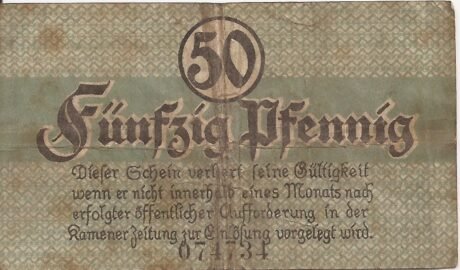 50
Fünfzig Pfennig
Dieser Schein verliert seine Gültigkeit
wenn er nicht innerhalb eines Monats nach
erfolgter öffentlicher Aufforderung in der
Kamener Zeitung zur Einlösung vorgelegt wird.
074734